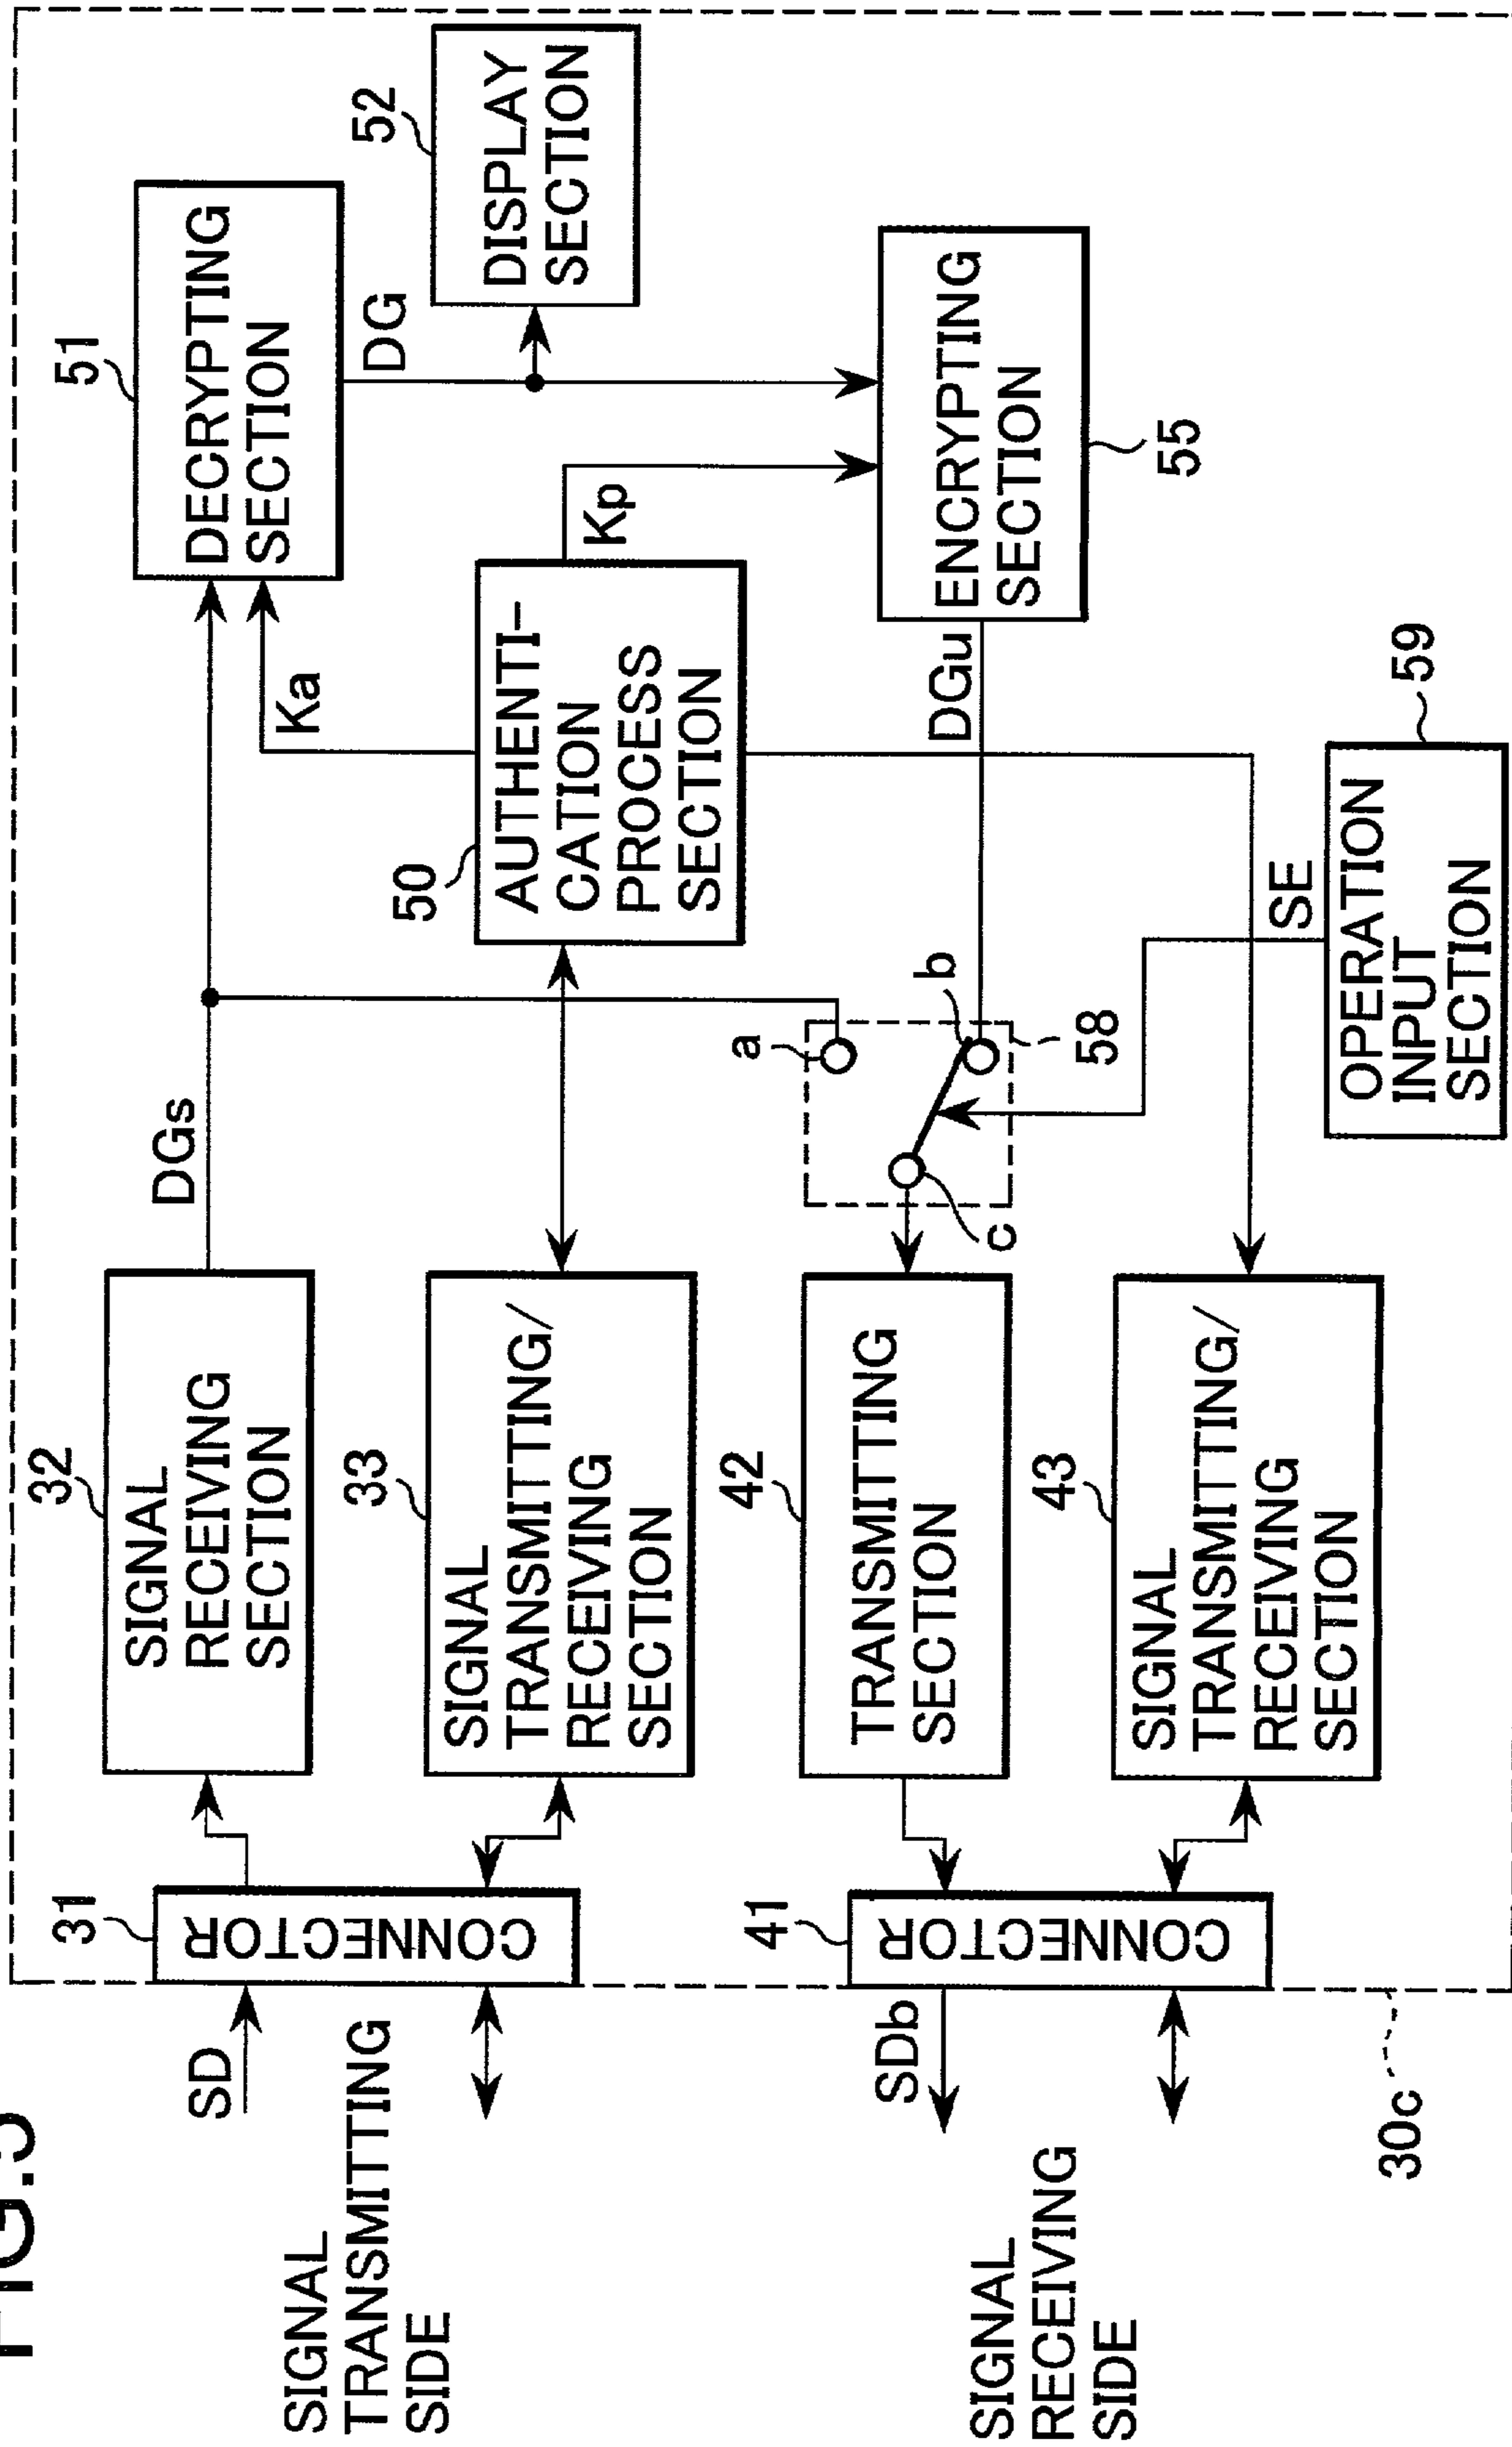 31
32
51
SD
CONNECTOR
SIGNAL
RECEIVING
SECTION
DGs
DECRYPTING
SECTION
SIGNAL
TRANSMITTING
SIDE
33
SIGNAL
TRANSMITTING/
RECEIVING
SECTION
50
AUTHENTI-
CATION
PROCESS
SECTION
Ka
DG
52
DISPLAY
SECTION
Kp
41
42
SDb
CONNECTOR
TRANSMITTING
SECTION
a
b
c
58
DGu
ENCRYPTING
SECTION
55
SIGNAL
RECEIVING
SIDE
43
SIGNAL
TRANSMITTING/
RECEIVING
SECTION
SE
OPERATION
INPUT
SECTION
59
30c